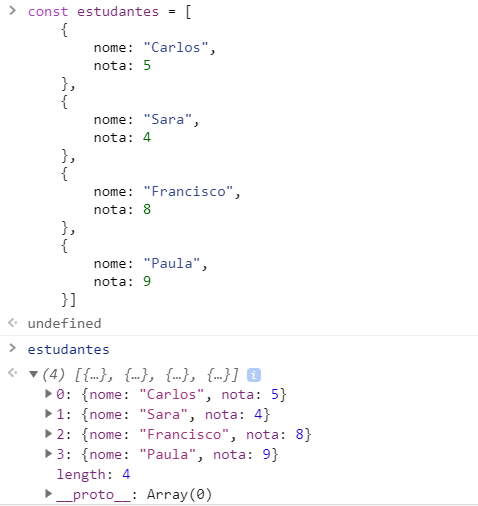 const estudantes = [
{
nome: "Carlos",
nota: 5
},
{
nome: "Sara",
nota: 4
},
{
nome: "Francisco",
nota: 8
},
{
nome: "Paula",
nota: 9
}]
undefined
estudantes
(4) [{…}, {…}, {…}, {…}] i
0: {nome: "Carlos", nota: 5}
1: {nome: "Sara", nota: 4}
2: {nome: "Francisco", nota: 8}
3: {nome: "Paula", nota: 9}
length: 4
__proto__: Array(0)